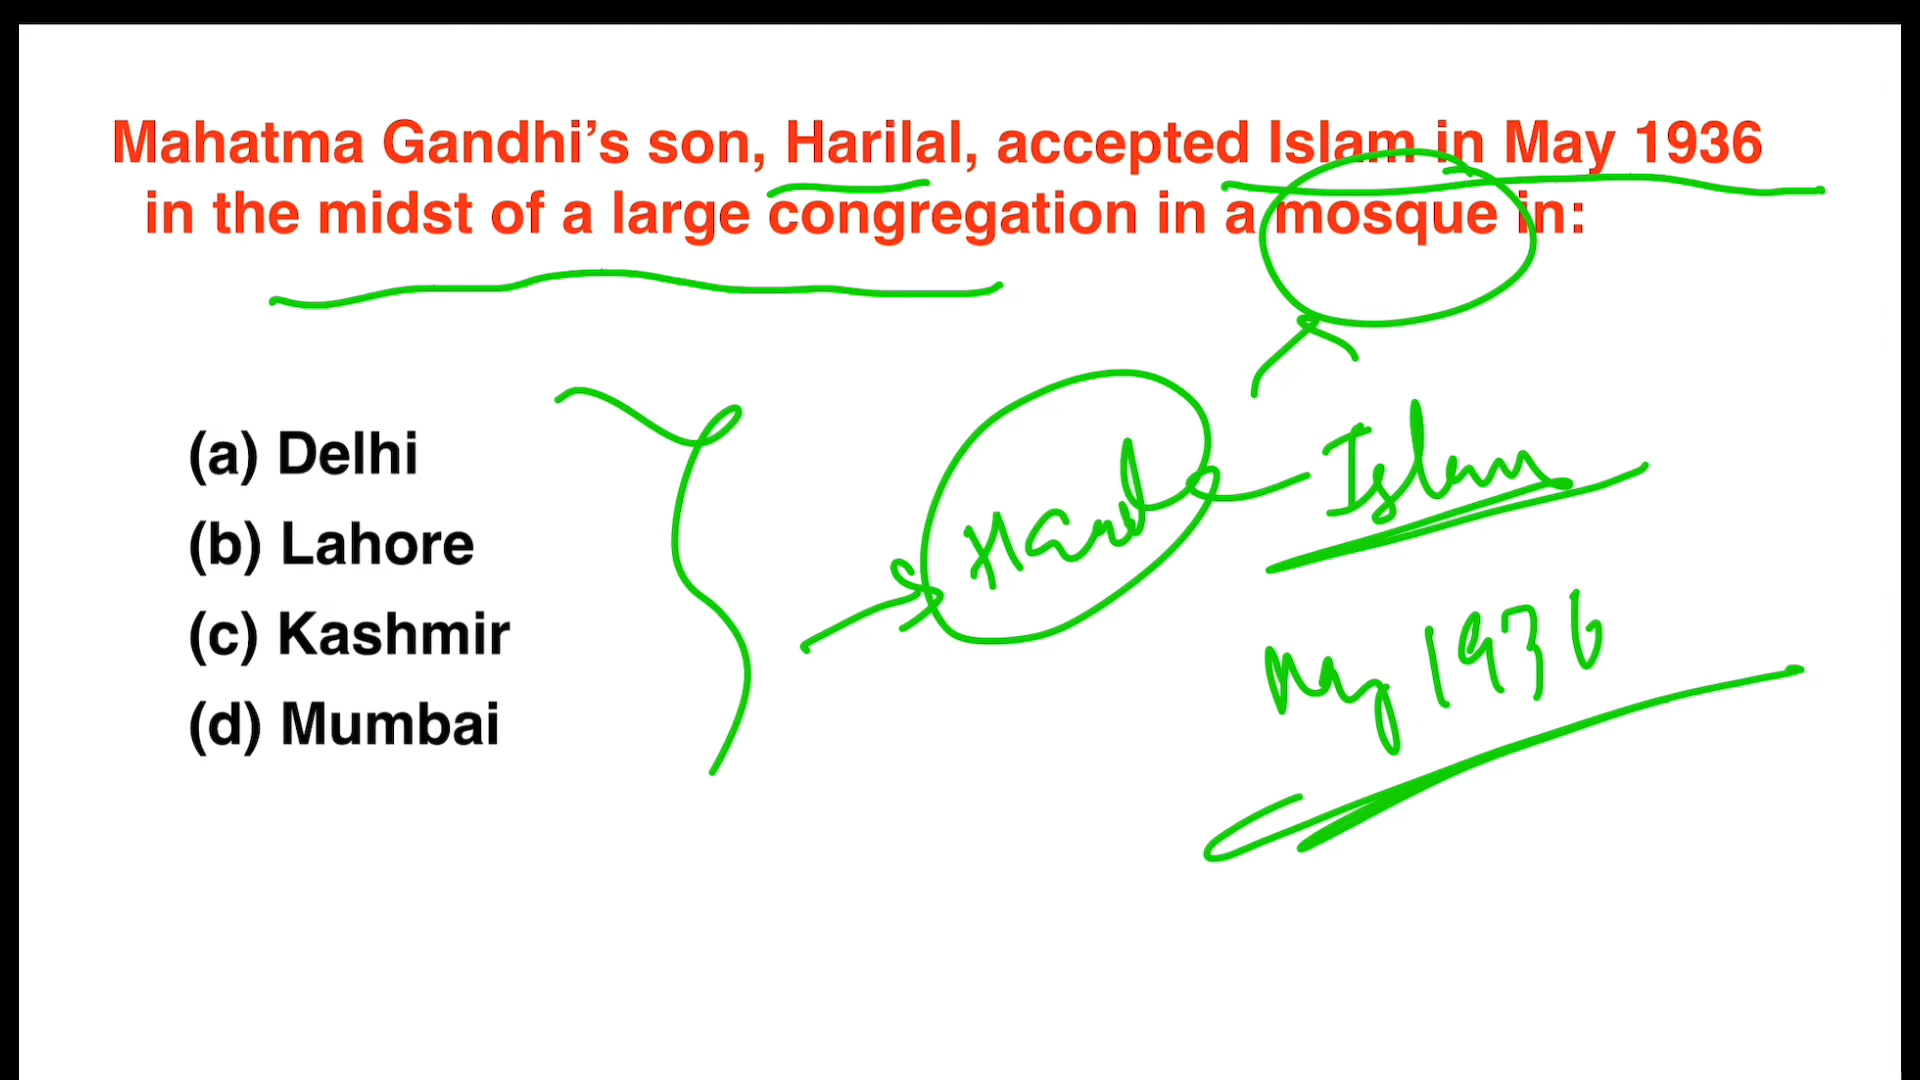 Mahatma Gandhi’s son, Harilal, accepted Islam in May 1936
in the midst of a large congregation in a mosque in:
(a) Delhi
(b) Lahore
(c) Kashmir
(d) Mumbai
Islam
May 1936